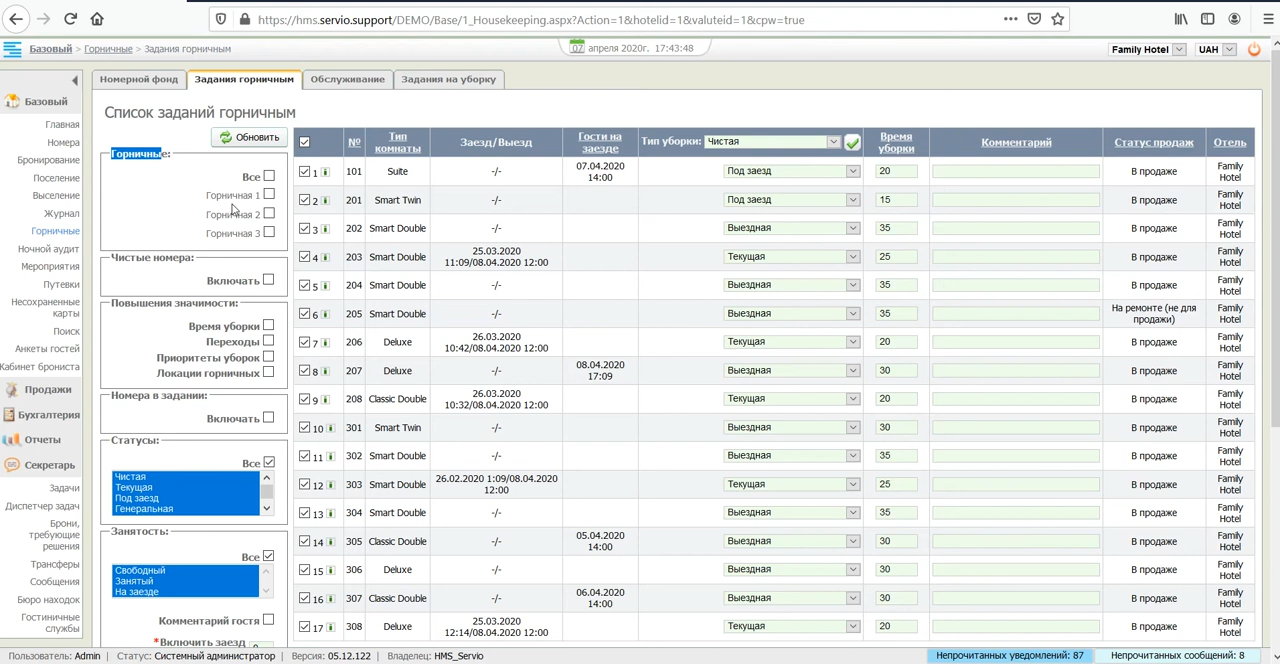 https://hms.servio.support/DEMO/Base/1_Housekeeping.aspx?Action=1&hotelid=1&valuteid=1&cpw=true
Базовый > Горничные > Задания горничным
07 апреля 2020г. 17:43:48
Family Hotel UAH
Базовый
Главная
Номера
Бронирование
Поселение
Выселение
Журнал
Горничные
Ночной аудит
Мероприятия
Путевки
Несохраненные
карты
Поиск
Анкеты гостей
Кабинет брониста
Продажи
Бухгалтерия
Отчеты
Секретарь
Задачи
Диспетчер задач
Брони,
требующие
решения
Трансферы
Сообщения
Бюро находок
Гостиничные
службы
Номерной фонд Задания горничным Обслуживание Задания на уборку
Список заданий горничным
Обновить
Горничные:
Все
Горничная 1
Горничная 2
Горничная 3
Чистые номера:
Включать
Повышения значимости:
Время уборки
Переходы
Приоритеты уборок
Локации горничных
Номера в задании:
Включать
Статусы:
Все
Чистая
Текущая
Под заезд
Генеральная
Занятость:
Все
Свободный
Занятый
На заезде
Комментарий гостя
*Включить заезд
№ Тип комнаты Заезд/Выезд Гости на заезде Тип уборки: Чистая Время уборки Комментарий Статус продаж Отель
1 101 Suite -/- 07.04.2020 14:00 Под заезд 20 В продаже Family Hotel
2 201 Smart Twin -/- Под заезд 15 В продаже Family Hotel
3 202 Smart Double -/- Выездная 35 В продаже Family Hotel
4 203 Smart Double 25.03.2020 11:09/08.04.2020 12:00 Текущая 25 В продаже Family Hotel
5 204 Smart Double -/- Выездная 35 В продаже Family Hotel
6 205 Smart Double -/- Выездная 35 На ремонте (не для продажи) Family Hotel
7 206 Deluxe 26.03.2020 10:42/08.04.2020 12:00 Текущая 20 В продаже Family Hotel
8 207 Deluxe -/- 08.04.2020 17:09 Выездная 30 В продаже Family Hotel
9 208 Classic Double 26.03.2020 10:32/08.04.2020 12:00 Текущая 20 В продаже Family Hotel
10 301 Smart Twin -/- Выездная 30 В продаже Family Hotel
11 302 Smart Double -/- Выездная 35 В продаже Family Hotel
12 303 Smart Double 26.02.2020 1:09/08.04.2020 12:00 Текущая 25 В продаже Family Hotel
13 304 Smart Double -/- Выездная 35 В продаже Family Hotel
14 305 Classic Double -/- 05.04.2020 14:00 Выездная 30 В продаже Family Hotel
15 306 Deluxe -/- Выездная 30 В продаже Family Hotel
16 307 Classic Double -/- 06.04.2020 14:00 Выездная 30 В продаже Family Hotel
17 308 Deluxe 25.03.2020 12:14/08.04.2020 12:00 Текущая 20 В продаже Family Hotel
Пользователь: Admin | Статус: Системный администратор | Версия: 05.12.122 | Владелец: HMS_Servio
Непрочитанных уведомлений: 87 Непрочитанных сообщений: 8